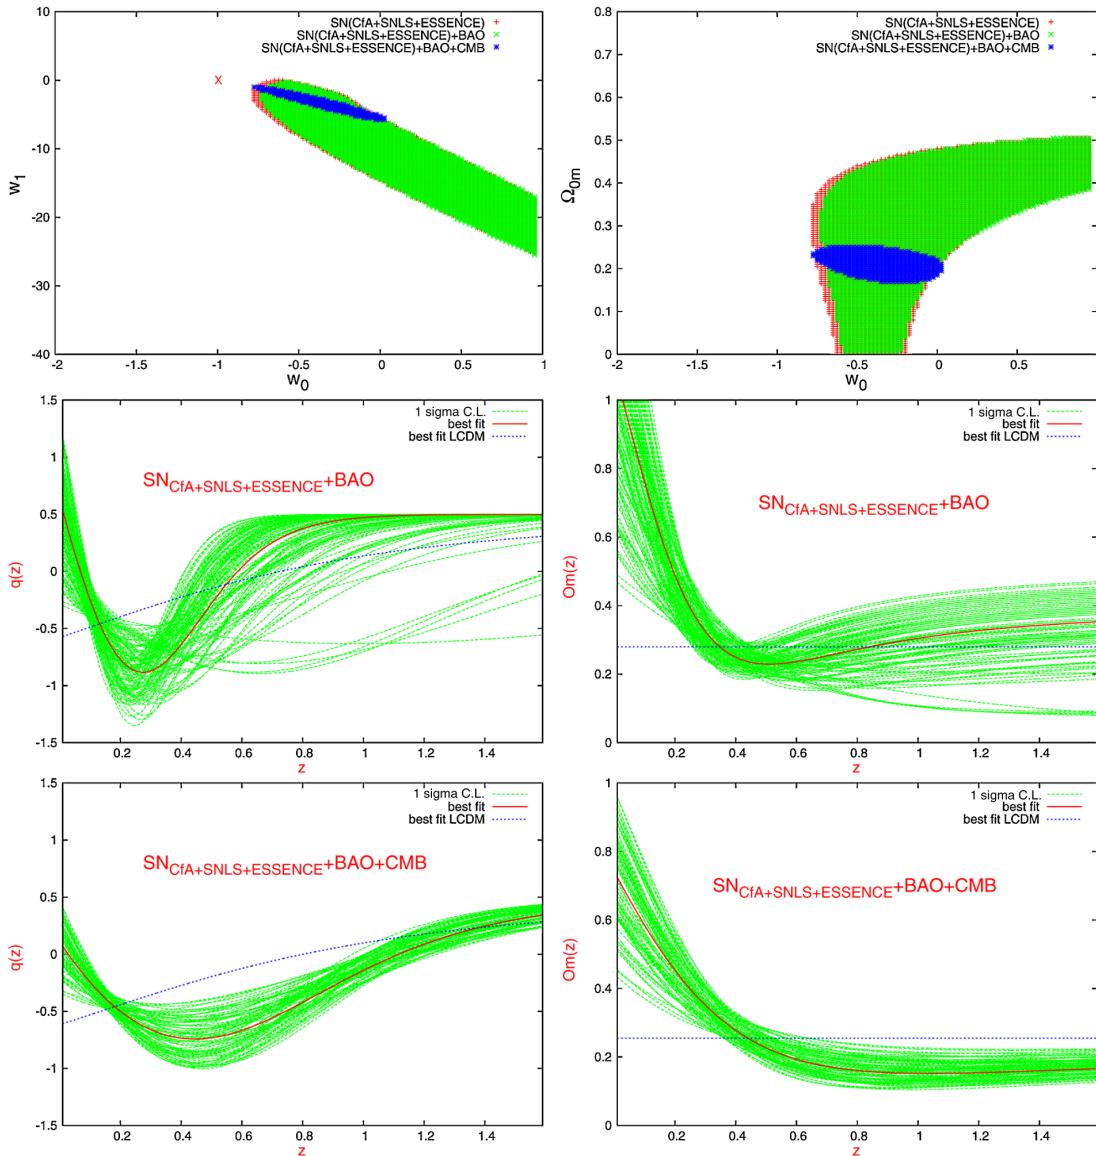 SN(CfA+SNLS+ESSENCE) +
SN(CfA+SNLS+ESSENCE)+BAO ×
SN(CfA+SNLS+ESSENCE)+BAO+CMB *
10
0
-10
-20
-30
-40
X
w1
-2
-1.5
-1
-0.5
0
0.5
1
w0
SN(CfA+SNLS+ESSENCE) +
SN(CfA+SNLS+ESSENCE)+BAO ×
SN(CfA+SNLS+ESSENCE)+BAO+CMB *
0.8
0.7
0.6
0.5
0.4
0.3
0.2
0.1
0
Ω0m
-2
-1.5
-1
-0.5
0
0.5
w0
1 sigma C.L.
best fit
best fit LCDM
SNCfA+SNLS+ESSENCE+BAO
1.5
1
0.5
0
-0.5
-1
-1.5
q(z)
0.2
0.4
0.6
0.8
1
1.2
1.4
z
1 sigma C.L.
best fit
best fit LCDM
SNCfA+SNLS+ESSENCE+BAO
1
0.8
0.6
0.4
0.2
0
Om(z)
0.2
0.4
0.6
0.8
1
1.2
1.4
z
1 sigma C.L.
best fit
best fit LCDM
SNCfA+SNLS+ESSENCE+BAO+CMB
1.5
1
0.5
0
-0.5
-1
-1.5
q(z)
0.2
0.4
0.6
0.8
1
1.2
1.4
z
1 sigma C.L.
best fit
best fit LCDM
SNCfA+SNLS+ESSENCE+BAO+CMB
1
0.8
0.6
0.4
0.2
0
Om(z)
0.2
0.4
0.6
0.8
1
1.2
1.4
z